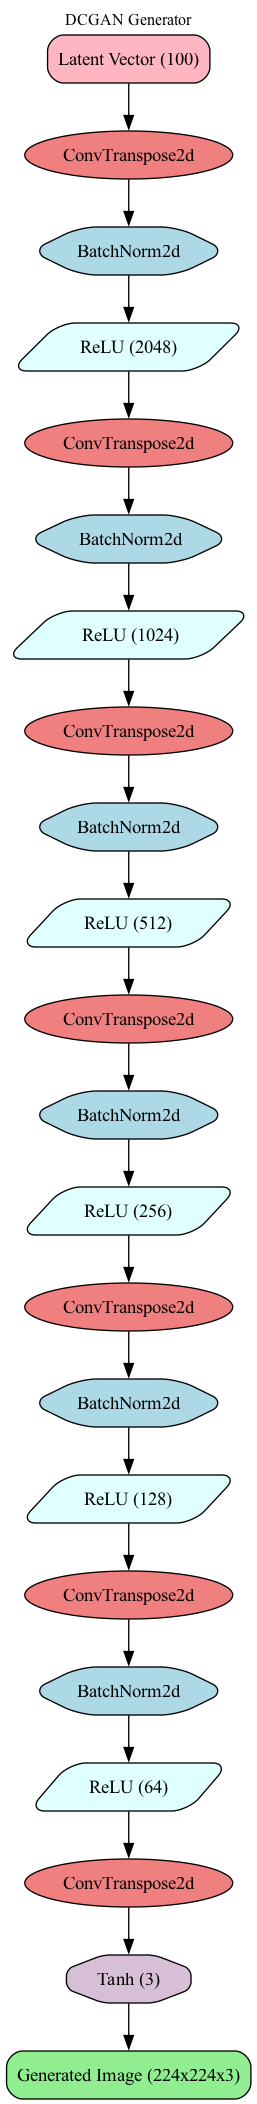 DCGAN Generator
Latent Vector (100)
ConvTranspose2d
BatchNorm2d
ReLU (2048)
ConvTranspose2d
BatchNorm2d
ReLU (1024)
ConvTranspose2d
BatchNorm2d
ReLU (512)
ConvTranspose2d
BatchNorm2d
ReLU (256)
ConvTranspose2d
BatchNorm2d
ReLU (128)
ConvTranspose2d
BatchNorm2d
ReLU (64)
ConvTranspose2d
Tanh (3)
Generated Image (224x224x3)